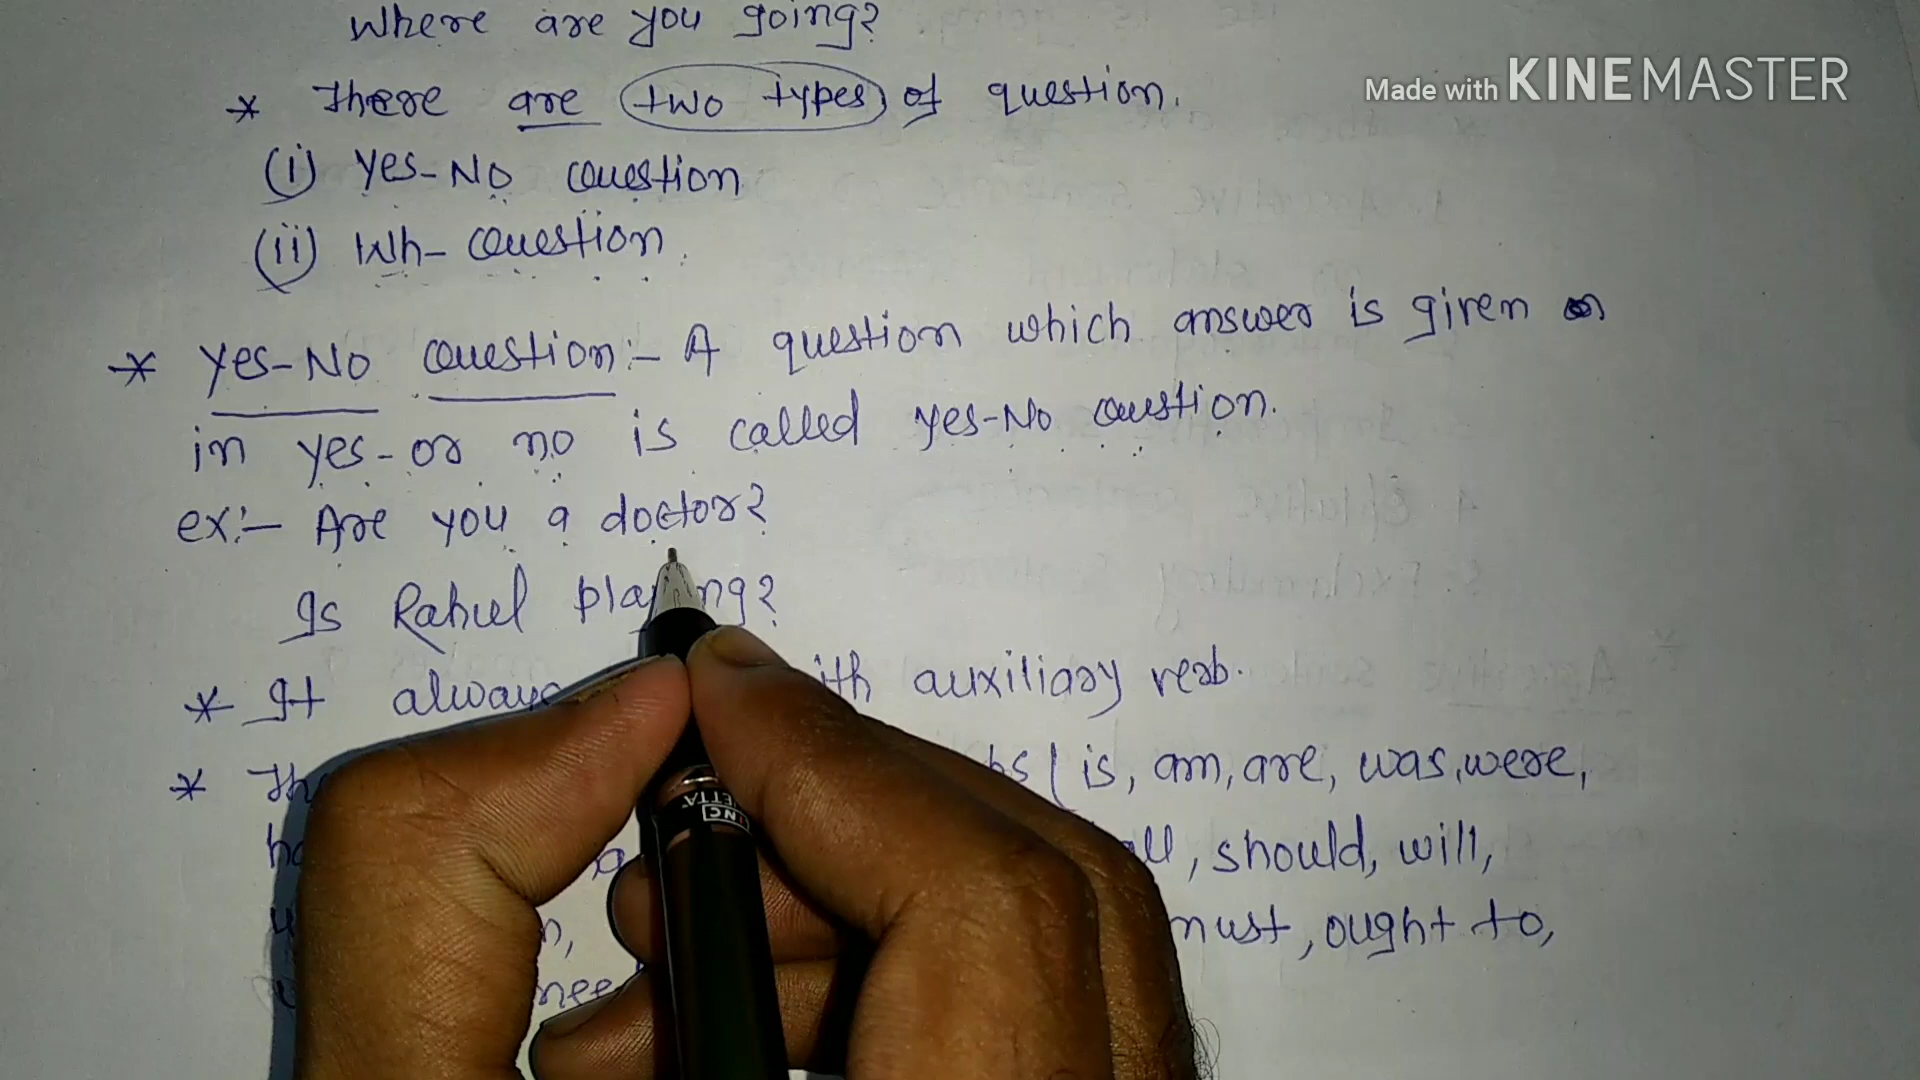 Where are you going?
Made with KINEMASTER
* There are two types of question.
(i) Yes-No Question
(ii) Wh- Question.
* Yes-No Question:- A question which answer is given
in yes-or no is called Yes-No Question.
ex:- Are you a doctor?
Is Rahul playing?
* It always with auxiliary verb.
* is, am, are, was, were,
should, will,
must, ought to,